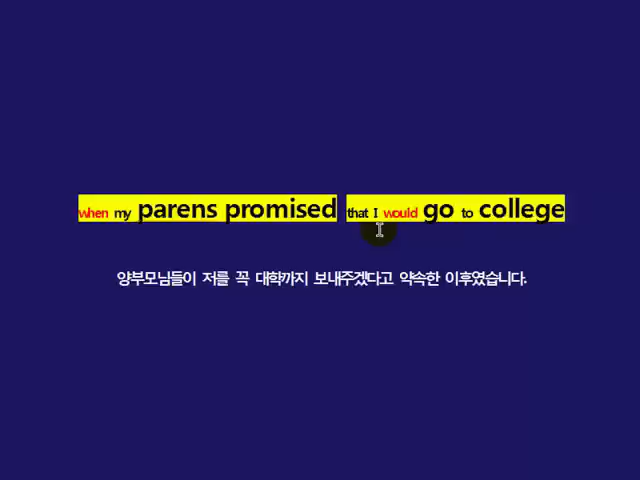 when my parens promised that I would go to college
양부모님들이 저를 꼭 대학까지 보내주겠다고 약속한 이후였습니다.